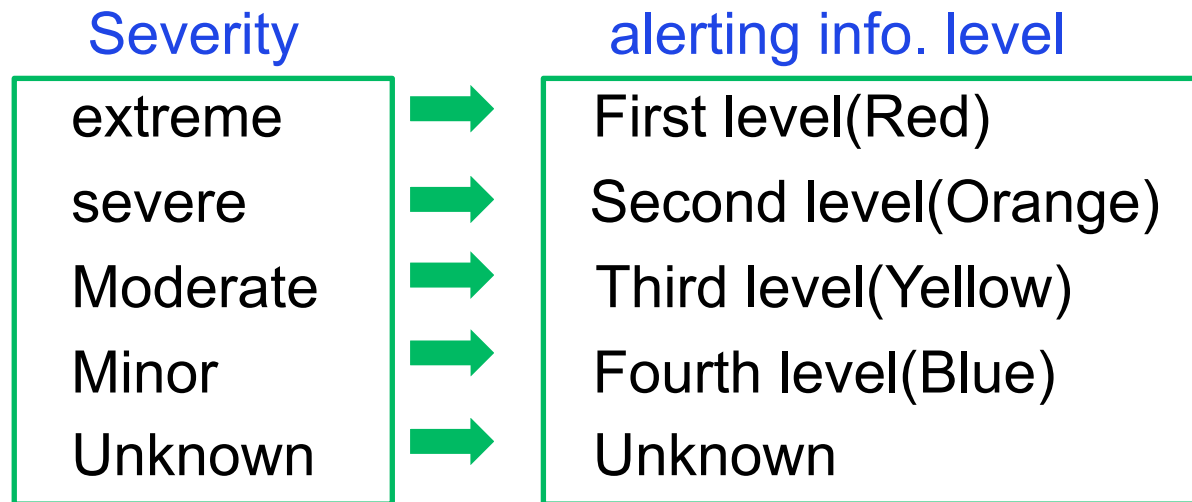 Severity alerting info. level
extreme First level(Red)
severe Second level(Orange)
Moderate Third level(Yellow)
Minor Fourth level(Blue)
Unknown Unknown